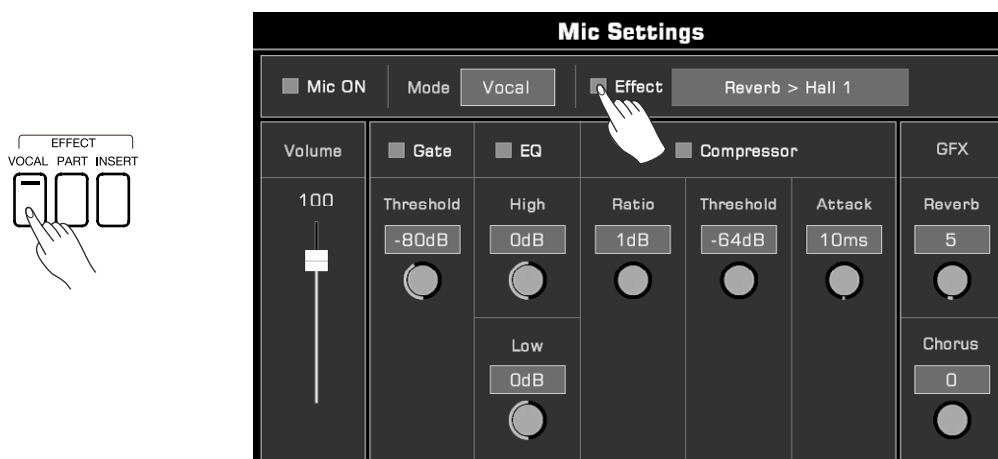 EFFECT
VOCAL PART INSERT
Mic Settings
Mic ON
Mode
Vocal
Effect
Reverb > Hall 1
Volume
Gate
EQ
Compressor
GFX
100
Threshold
High
Ratio
Threshold
Attack
Reverb
-80dB
0dB
1dB
-64dB
10ms
5
Low
Chorus
0dB
0